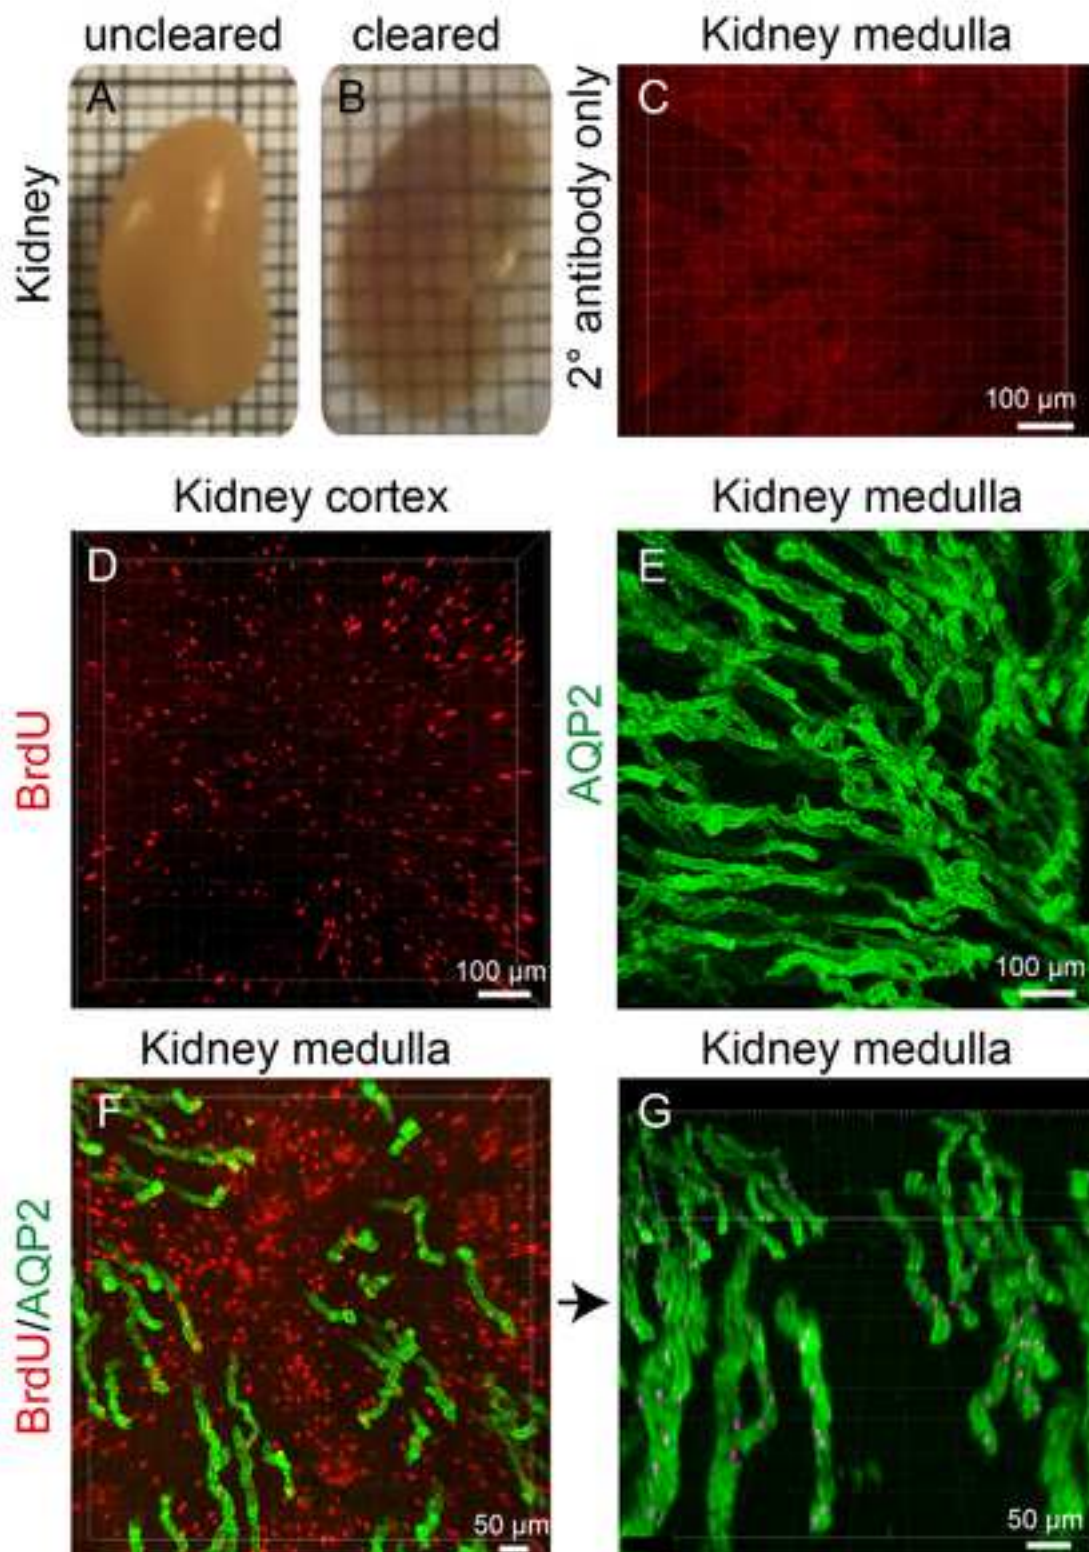 uncleared
cleared
Kidney medulla
Kidney
A
B
2° antibody only
C
100 µm
Kidney cortex
Kidney medulla
BrdU
D
100 µm
AQP2
E
100 µm
Kidney medulla
Kidney medulla
BrdU/AQP2
F
50 µm
G
50 µm